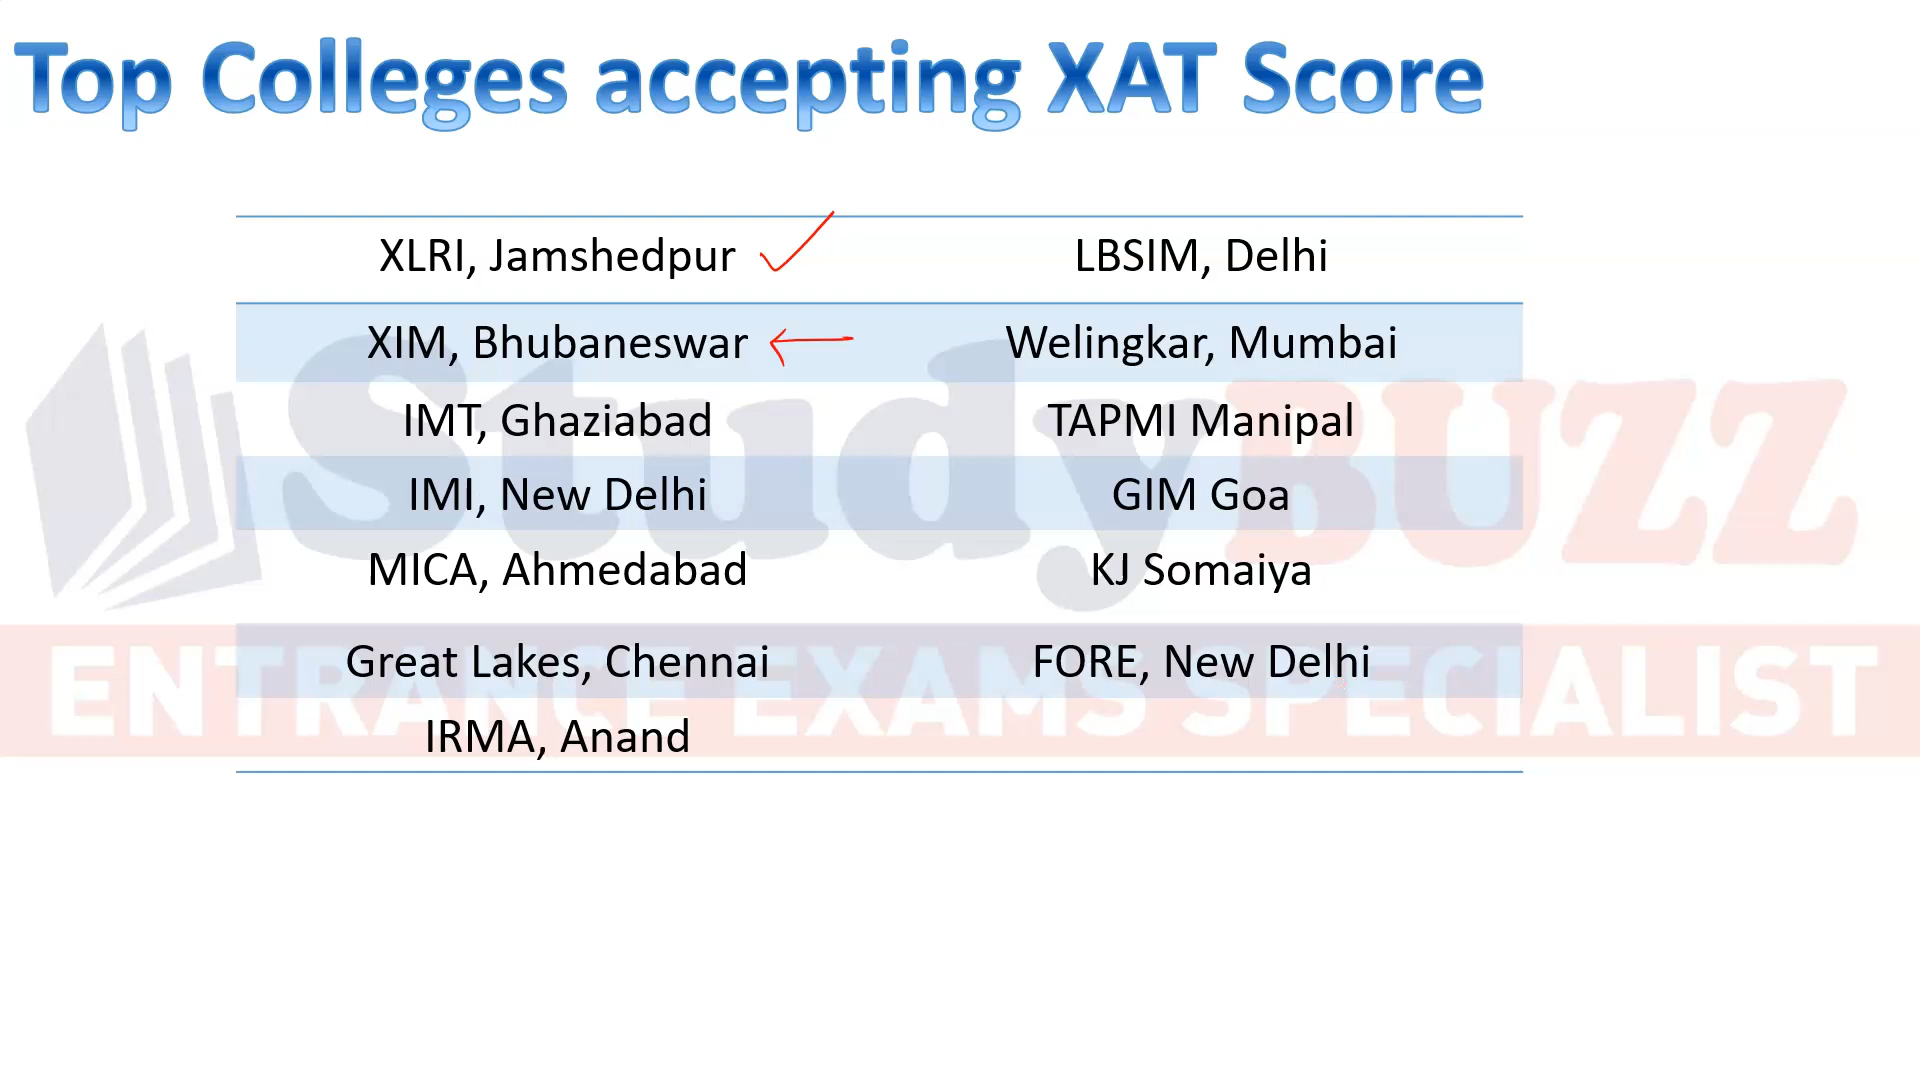 Top Colleges accepting XAT Score
XLRI, Jamshedpur LBSIM, Delhi
XIM, Bhubaneswar Welingkar, Mumbai
IMT, Ghaziabad TAPMI Manipal
IMI, New Delhi GIM Goa
MICA, Ahmedabad KJ Somaiya
Great Lakes, Chennai FORE, New Delhi
IRMA, Anand
StudyBUZZ
ENTRANCE EXAMS SPECIALIST